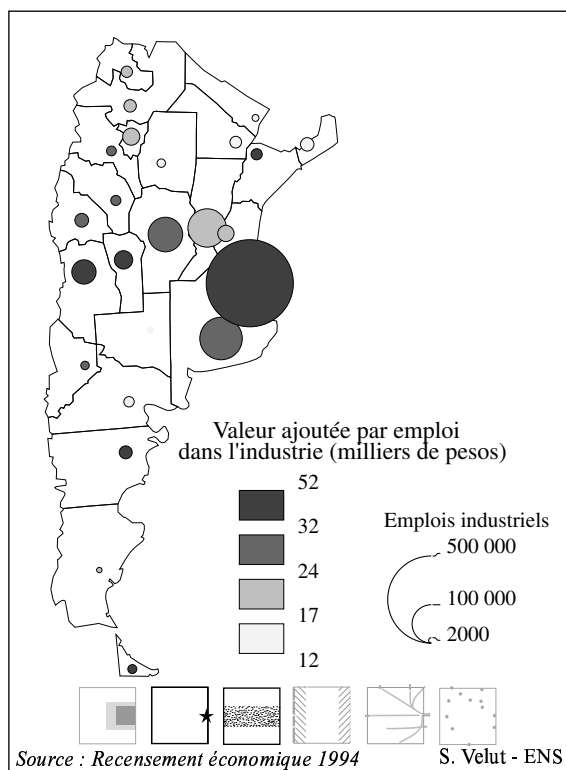 Valeur ajoutée par emploi
dans l'industrie (milliers de pesos)
52
32
24
17
12
Emplois industriels
500 000
100 000
2000
Source : Recensement économique 1994
S. Velut - ENS